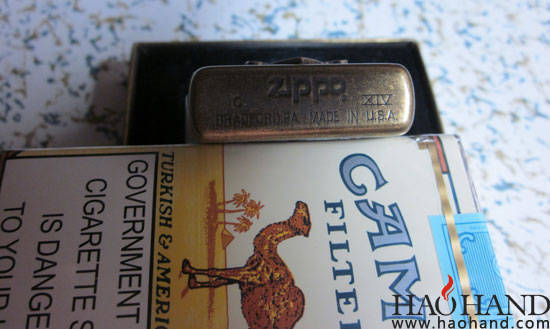 zippo
C XIV
BRADFORD.PA. MADE IN U.S.A.
GOVERNMENT
CIGARETTE S
IS DANGE
TO YOU
TURKISH & AMERIC
CAM
FILTE
HAOHAND
www.haohand.com